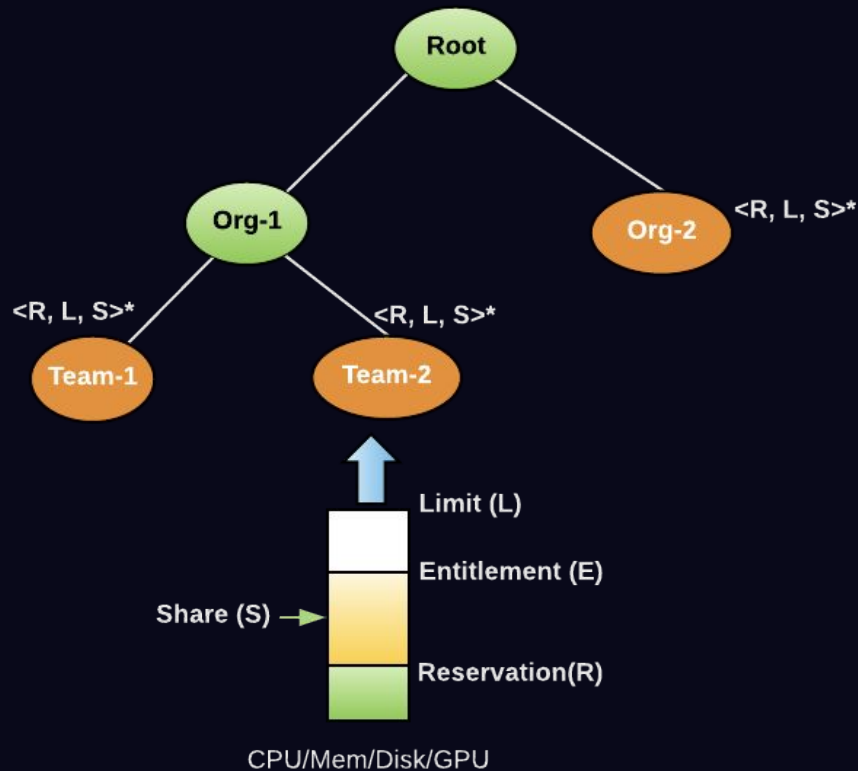 Root
Org-1
Org-2
<R, L, S>*
<R, L, S>*
<R, L, S>*
Team-1
Team-2
Limit (L)
Entitlement (E)
Share (S)
Reservation(R)
CPU/Mem/Disk/GPU